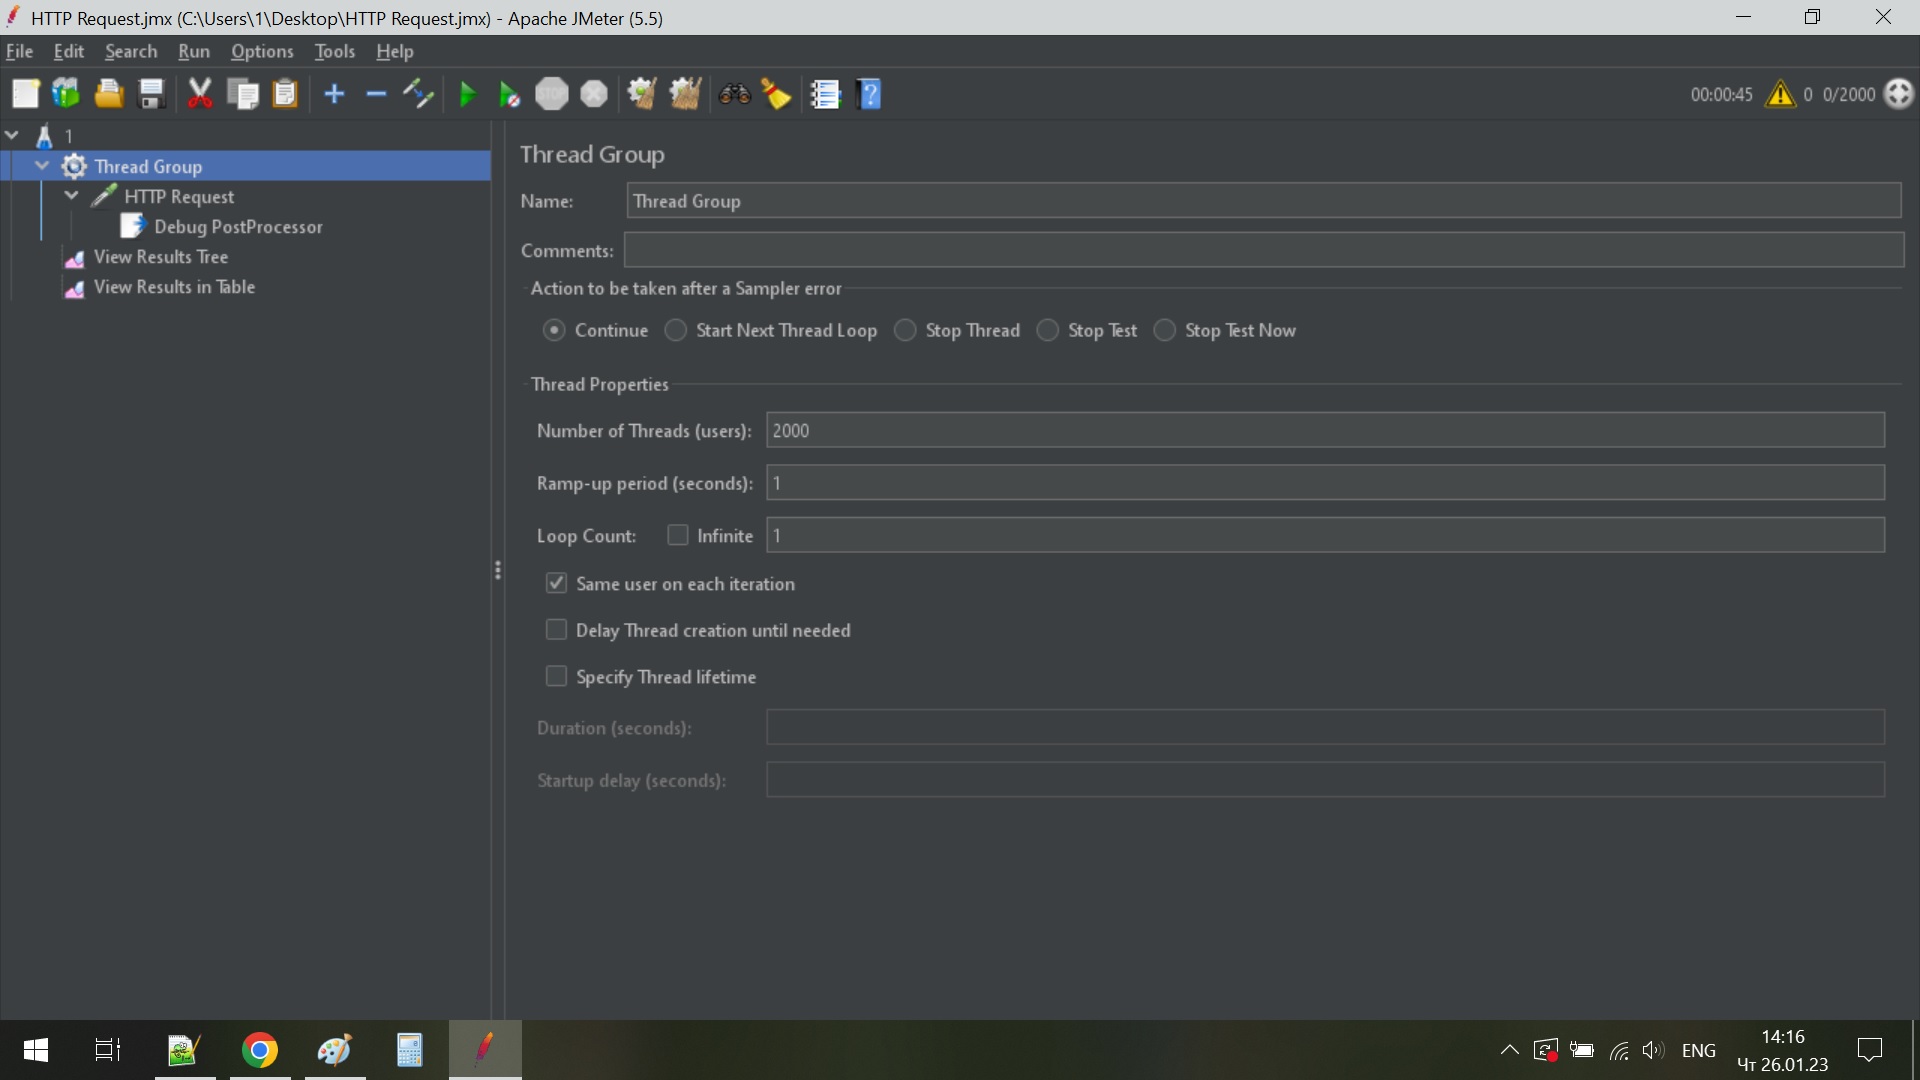 HTTP Request.jmx (C:\Users\1\Desktop\HTTP Request.jmx) - Apache JMeter (5.5)
File Edit Search Run Options Tools Help
STOP
?
00:00:45 0 0/2000
1
Thread Group
HTTP Request
Debug PostProcessor
View Results Tree
View Results in Table
Thread Group
Name: Thread Group
Comments:
Action to be taken after a Sampler error
Continue Start Next Thread Loop Stop Thread Stop Test Stop Test Now
Thread Properties
Number of Threads (users): 2000
Ramp-up period (seconds): 1
Loop Count: Infinite 1
Same user on each iteration
Delay Thread creation until needed
Specify Thread lifetime
Duration (seconds):
Startup delay (seconds):
ENG
14:16
Чт 26.01.23